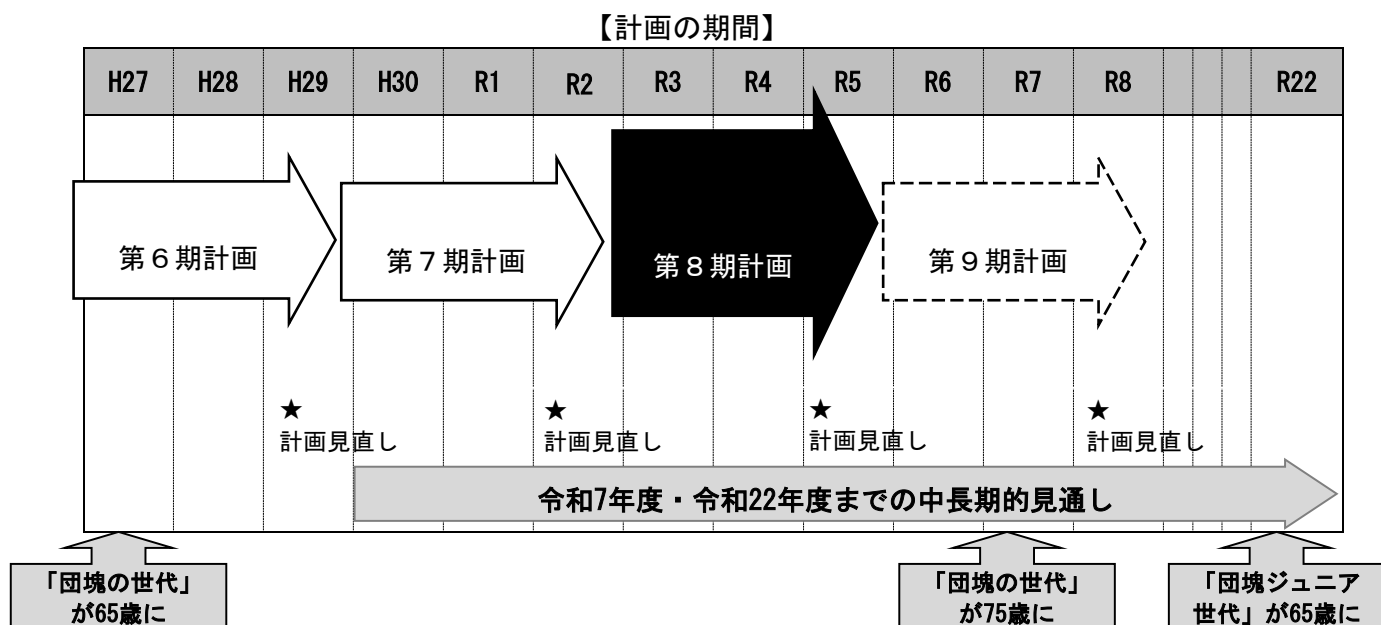 【計画の期間】
H27 H28 H29 H30 R1 R2 R3 R4 R5 R6 R7 R8 R22
第６期計画 第７期計画 第８期計画 第９期計画
★ ★ ★ ★
計画見直し 計画見直し 計画見直し 計画見直し
令和7年度・令和22年度までの中長期的見通し
「団塊の世代」
が65歳に
「団塊の世代」
が75歳に
「団塊ジュニア
世代」が65歳に